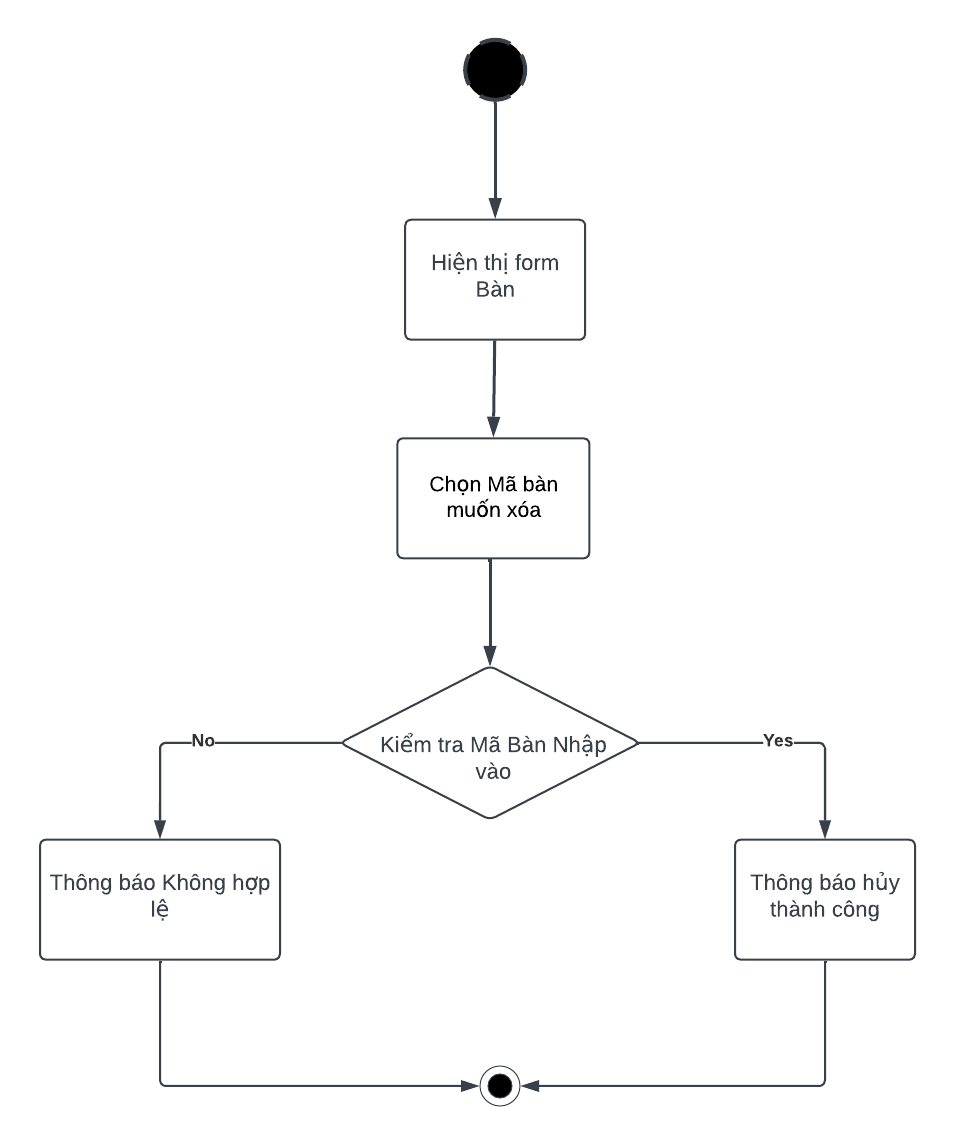 Hiện thị form
Bàn
Chọn Mã bàn
muốn xóa
Kiểm tra Mã Bàn Nhập
vào
No
Yes
Thông báo Không hợp
lệ
Thông báo hủy
thành công